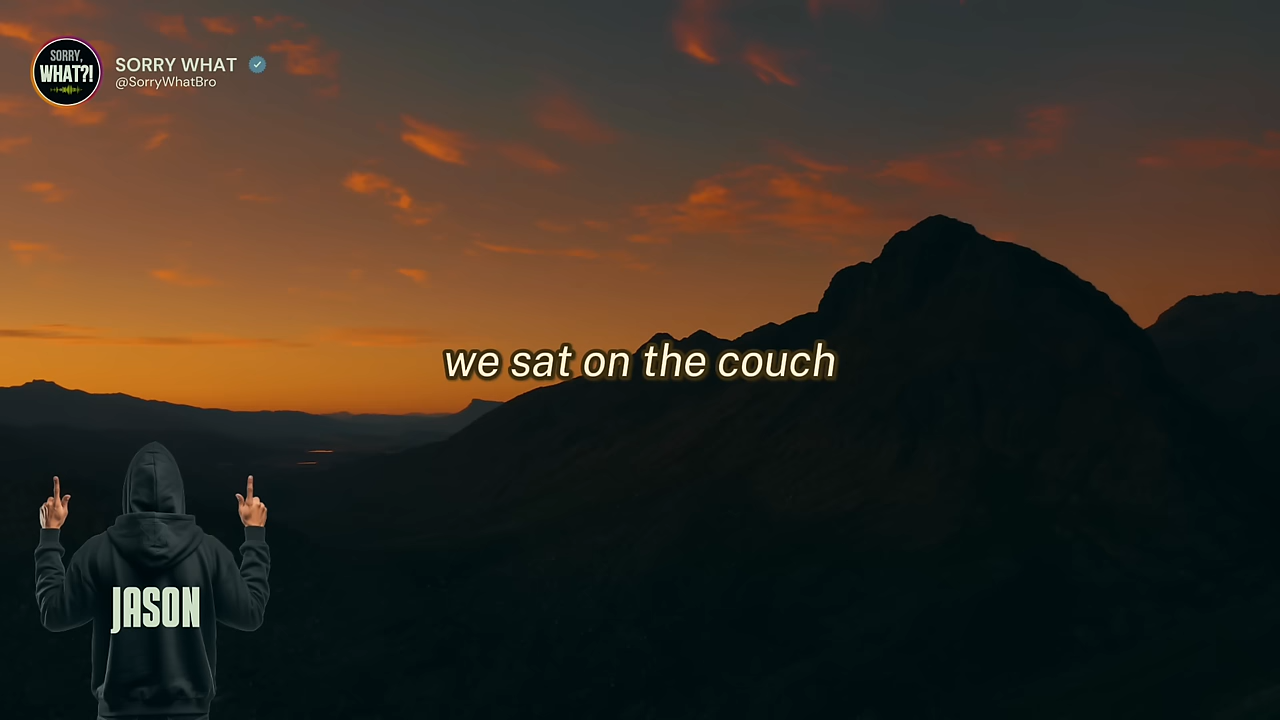 SORRY,
WHAT?!
SORRY WHAT
@SorryWhatBro
we sat on the couch
JASON